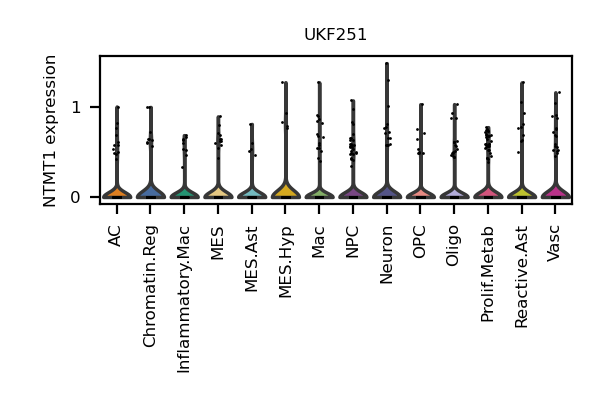 UKF251
NTMT1 expression
1
0
AC
Chromatin.Reg
Inflammatory.Mac
MES
MES.Ast
MES.Hyp
Mac
NPC
Neuron
OPC
Oligo
Prolif.Metab
Reactive.Ast
Vasc